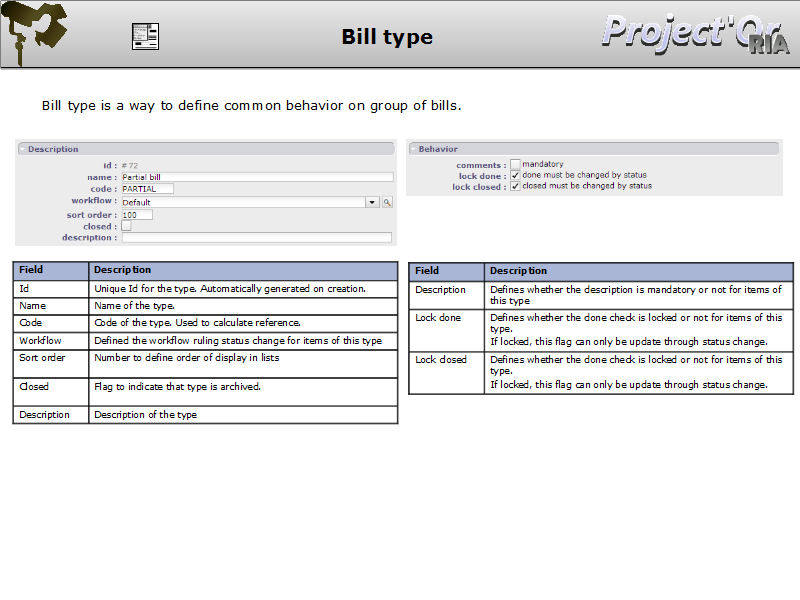 Bill type
Project'Or
RIA
Bill type is a way to define common behavior on group of bills.
Description
id : # 72
name : Partial bill
code : PARTIAL
workflow : Default
sort order : 100
closed :
description :
Behavior
comments : mandatory
lock done : done must be changed by status
lock closed : closed must be changed by status
Field Description
Id Unique Id for the type. Automatically generated on creation.
Name Name of the type.
Code Code of the type. Used to calculate reference.
Workflow Defined the workflow ruling status change for items of this type
Sort order Number to define order of display in lists
Closed Flag to indicate that type is archived.
Description Description of the type
Field Description
Description Defines whether the description is mandatory or not for items of
this type
Lock done Defines whether the done check is locked or not for items of this
type.
If locked, this flag can only be update through status change.
Lock closed Defines whether the done check is locked or not for items of this
type.
If locked, this flag can only be update through status change.